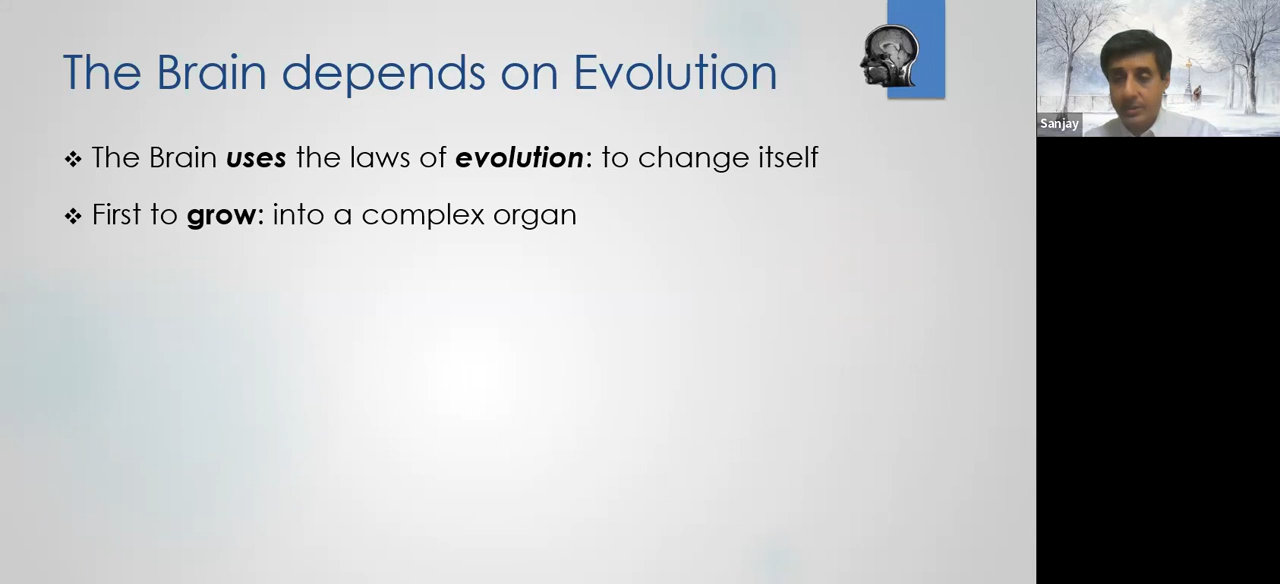 The Brain depends on Evolution
❖ The Brain uses the laws of evolution: to change itself
❖ First to grow: into a complex organ
Sanjay